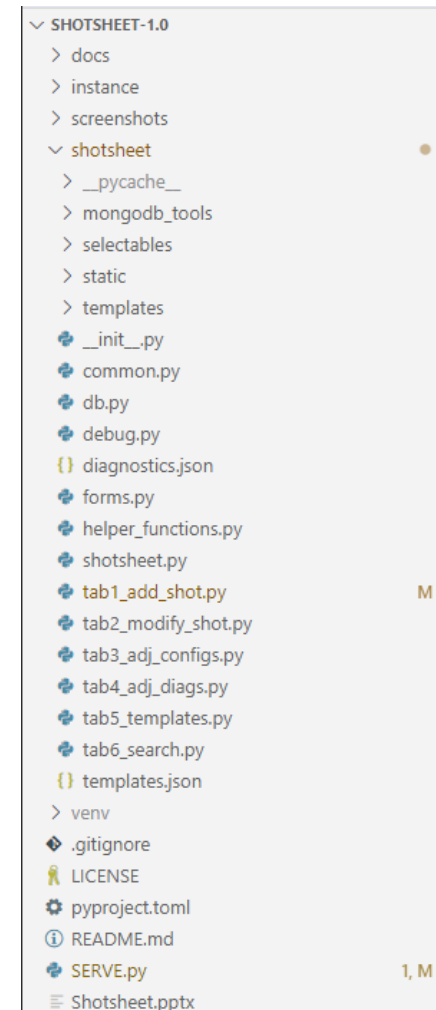 SHOTSHEET-1.0
docs
instance
screenshots
shotsheet
__pycache__
mongodb_tools
selectables
static
templates
__init__.py
common.py
db.py
debug.py
{} diagnostics.json
forms.py
helper_functions.py
shotsheet.py
tab1_add_shot.py M
tab2_modify_shot.py
tab3_adj_configs.py
tab4_adj_diags.py
tab5_templates.py
tab6_search.py
{} templates.json
venv
.gitignore
LICENSE
pyproject.toml
README.md
SERVE.py 1, M
Shotsheet.pptx